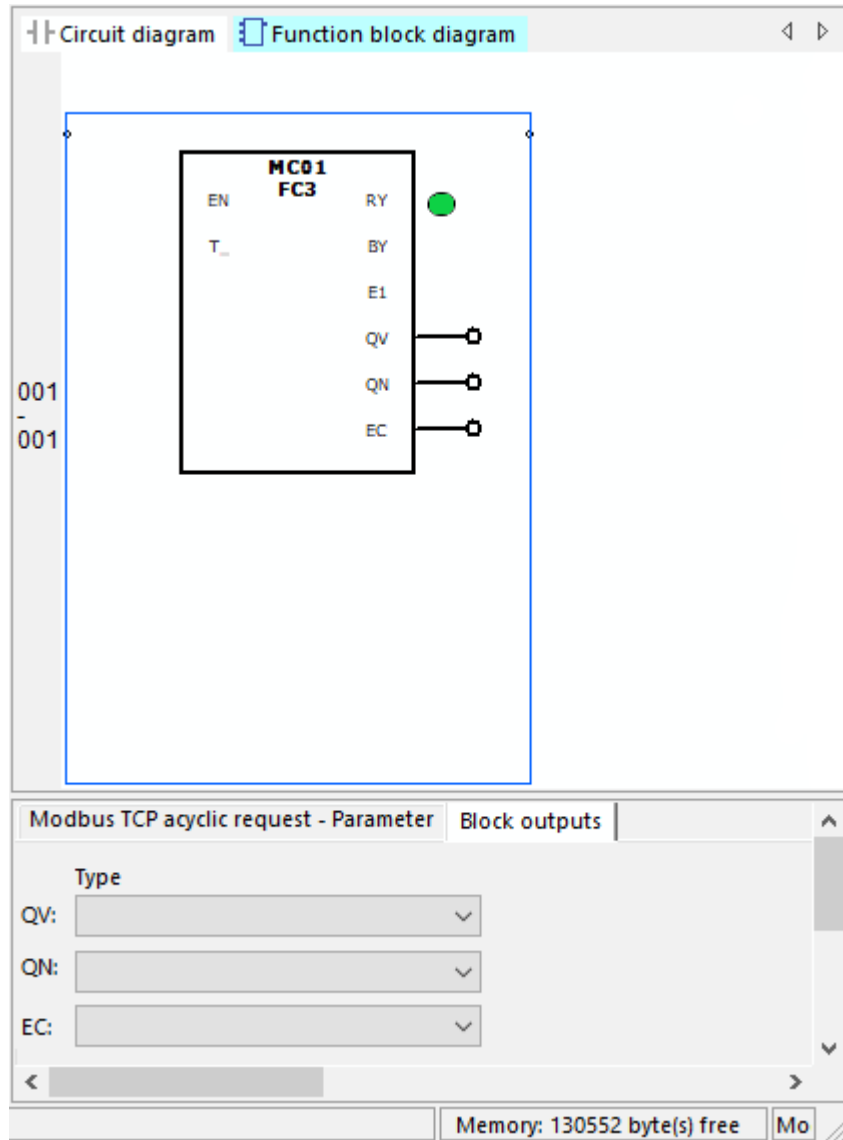 Circuit diagram Function block diagram
MC01
FC3
EN RY
T_ BY
E1
QV
QN
EC
001
-
001
Modbus TCP acyclic request - Parameter Block outputs
Type
QV:
QN:
EC:
Memory: 130552 byte(s) free Mo